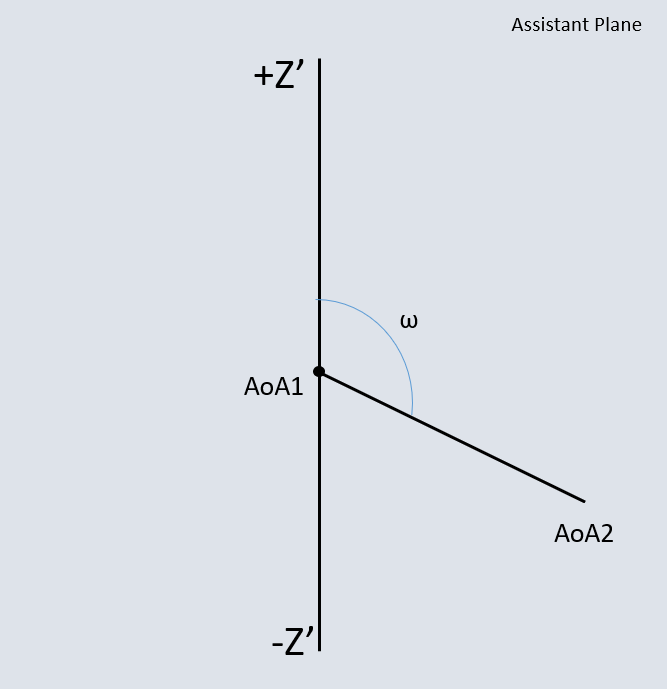 Assistant Plane
+Z’
ω
AoA1
AoA2
-Z’